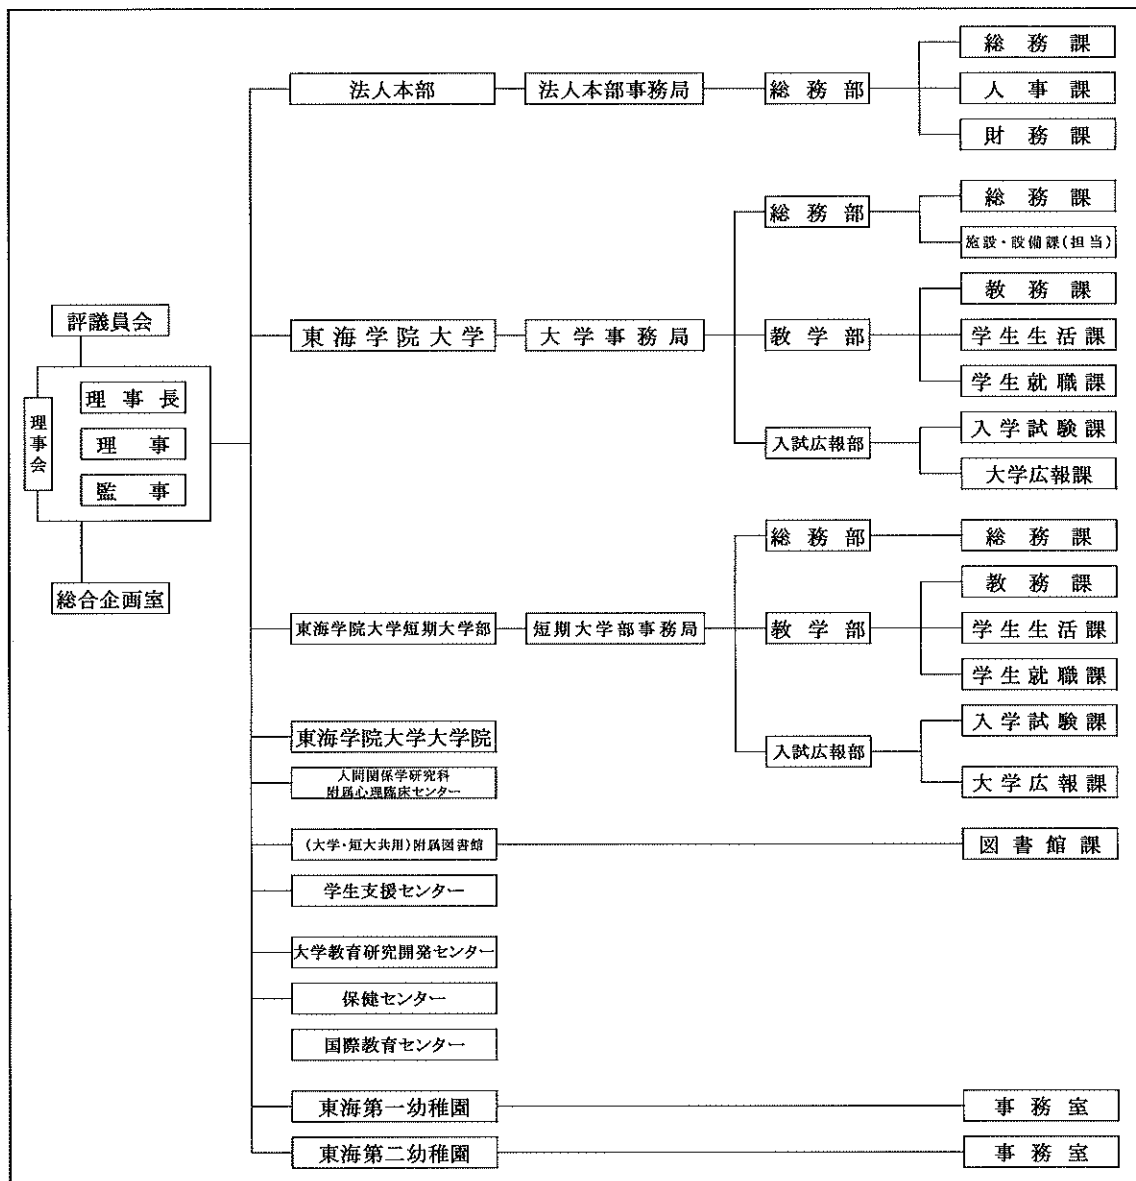 評議員会
理事会
理事長
理事
監事
総合企画室
法人本部
法人本部事務局
総務部
総務課
人事課
財務課
東海学院大学
大学事務局
総務部
総務課
施設・設備課(担当)
教学部
教務課
学生生活課
学生就職課
入試広報部
入学試験課
大学広報課
東海学院大学短期大学部
短期大学部事務局
総務部
総務課
教学部
教務課
学生生活課
学生就職課
入試広報部
入学試験課
大学広報課
東海学院大学大学院
人間関係学研究科
附属心理臨床センター
(大学・短大共用)附属図書館
図書館課
学生支援センター
大学教育研究開発センター
保健センター
国際教育センター
東海第一幼稚園
事務室
東海第二幼稚園
事務室